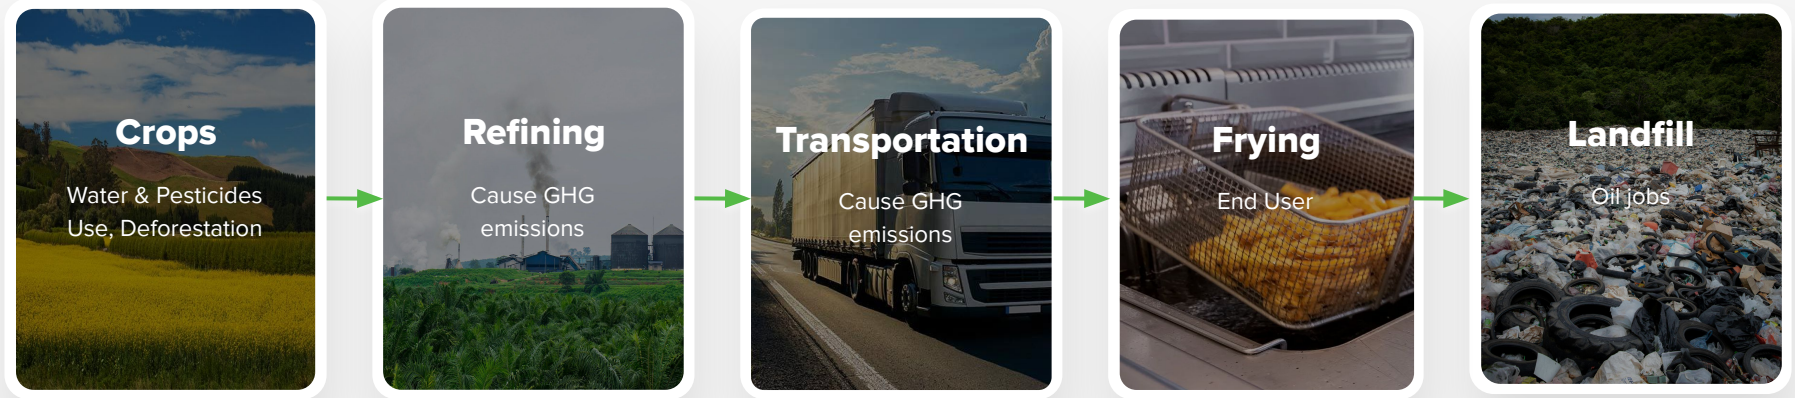 Crops
Water & Pesticides
Use, Deforestation
Refining
Cause GHG
emissions
Transportation
Cause GHG
emissions
Frying
End User
Landfill
Oil jobs